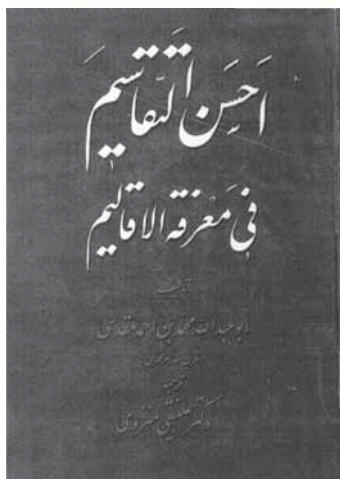 احسن التقاسیم
فی معرفة الاقالیم
تألیف
ابو عبدالله محمد بن احمد مقدسی
ترجمه
دکتر علینقی منزوی